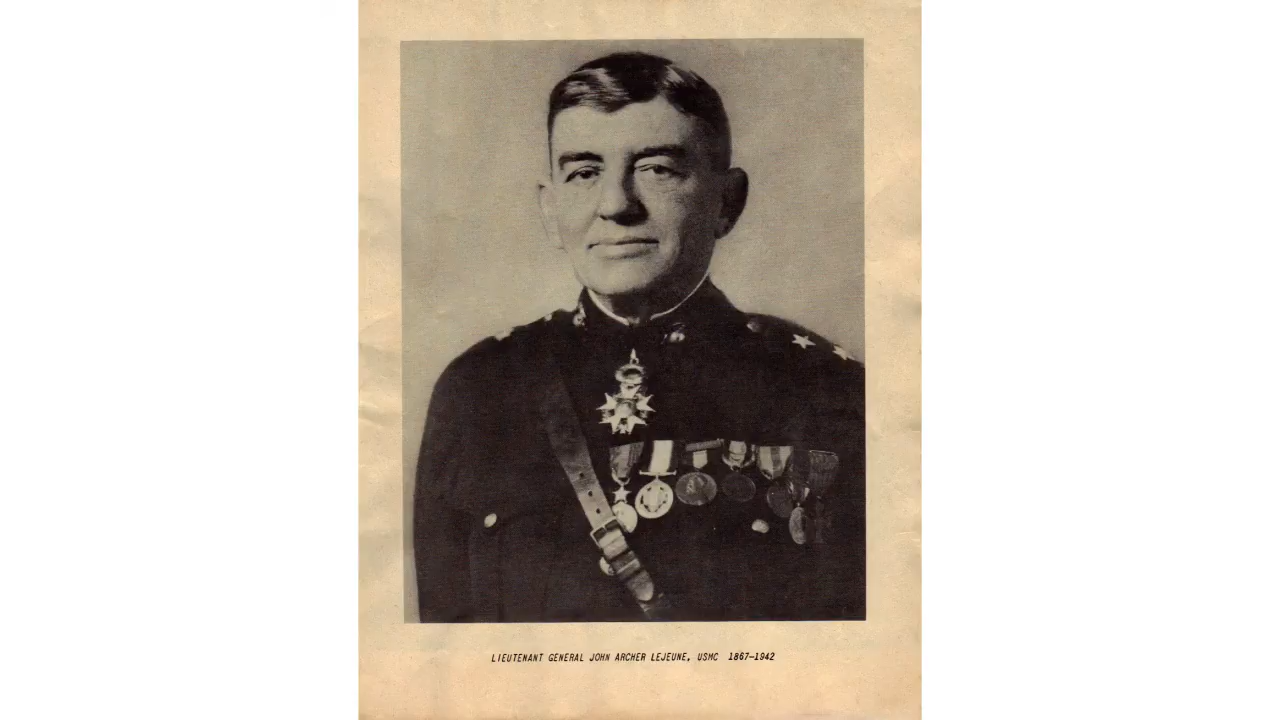 LIEUTENANT GENERAL JOHN ARCHER LEJEUNE, USMC 1867–1942